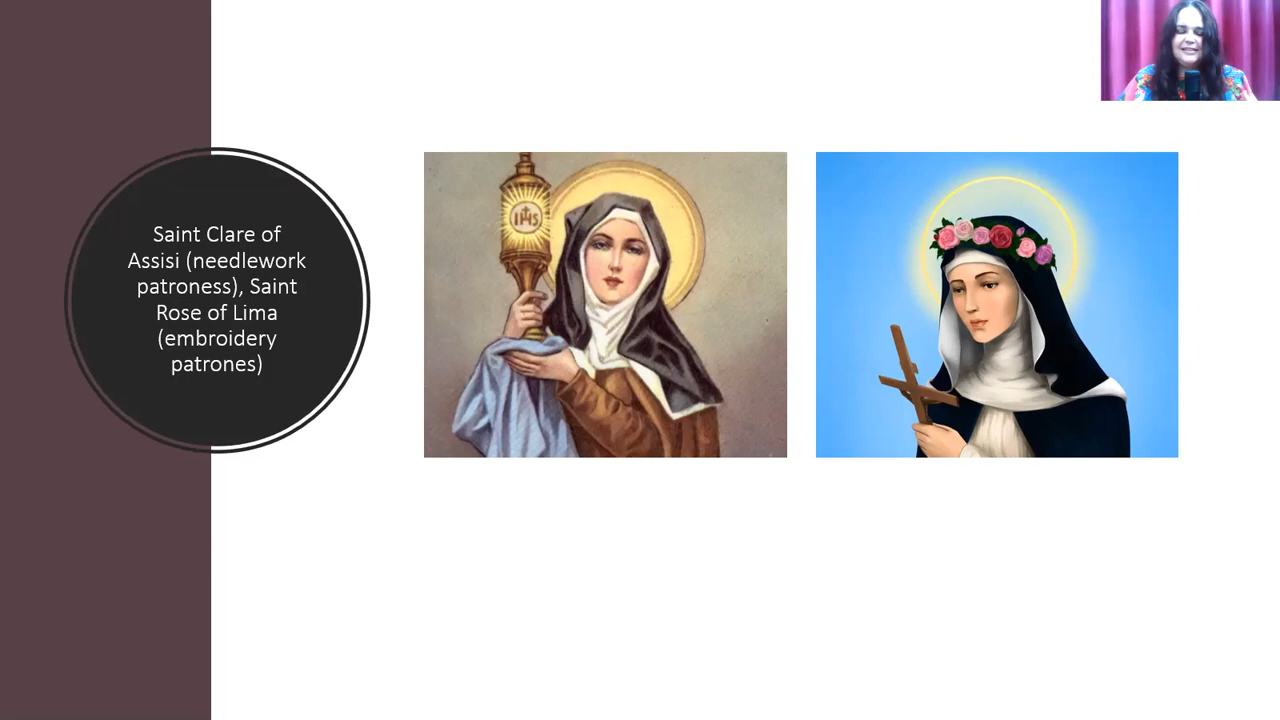 Saint Clare of
Assisi (needlework
patroness), Saint
Rose of Lima
(embroidery
patrones)
IHS